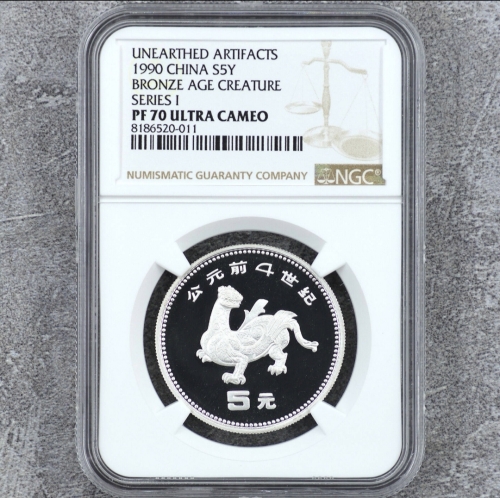 UNEARTHED ARTIFACTS
1990 CHINA S5Y
BRONZE AGE CREATURE
SERIES I
PF 70 ULTRA CAMEO
8186520-011
NUMISMATIC GUARANTY COMPANY
NGC
公元前4世纪
5元